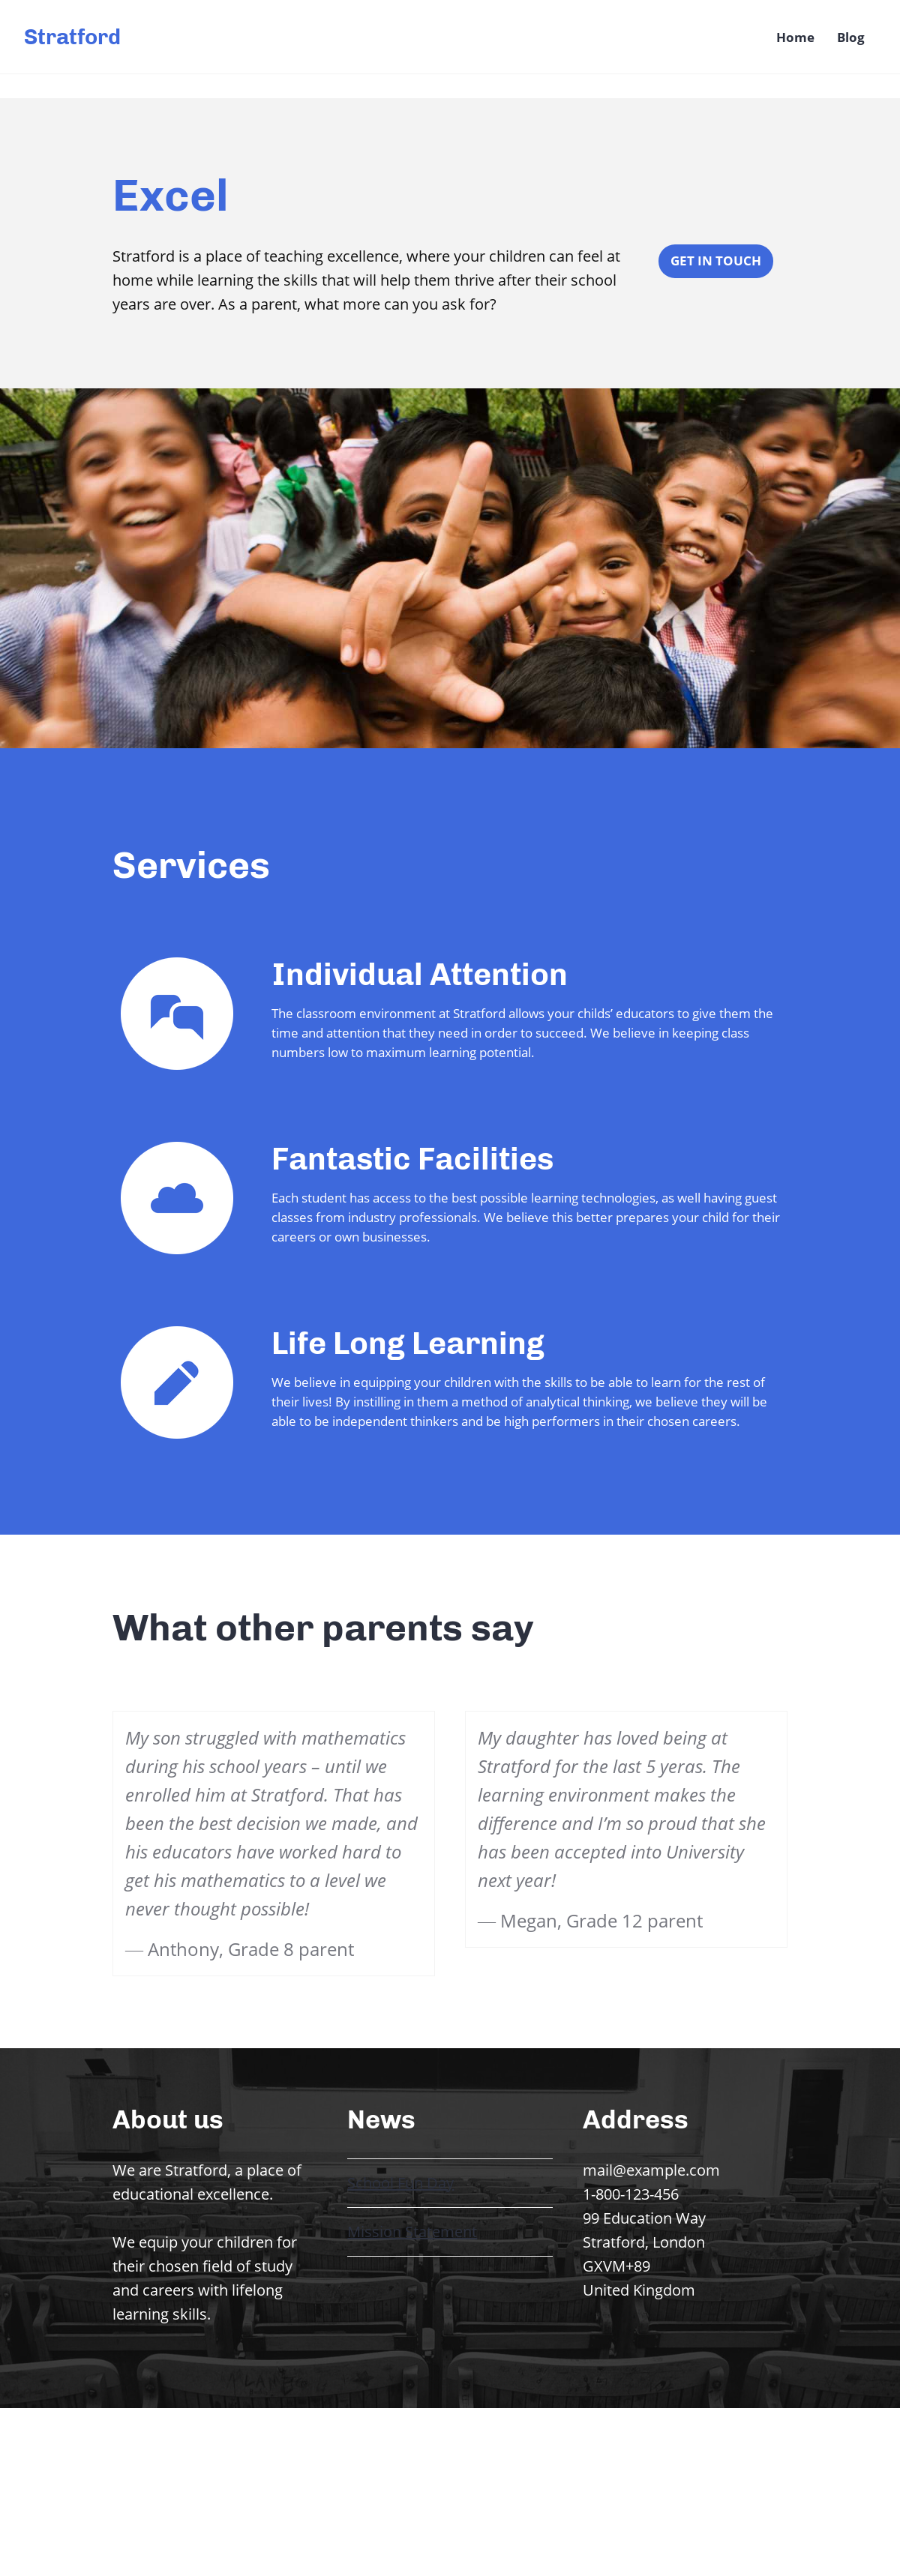 Stratford
Home
Blog
Excel
Stratford is a place of teaching excellence, where your children can feel at
home while learning the skills that will help them thrive after their school
years are over. As a parent, what more can you ask for?
GET IN TOUCH
Services
Individual Attention
The classroom environment at Stratford allows your childs’ educators to give them the
time and attention that they need in order to succeed. We believe in keeping class
numbers low to maximum learning potential.
Fantastic Facilities
Each student has access to the best possible learning technologies, as well having guest
classes from industry professionals. We believe this better prepares your child for their
careers or own businesses.
Life Long Learning
We believe in equipping your children with the skills to be able to learn for the rest of
their lives! By instilling in them a method of analytical thinking, we believe they will be
able to be independent thinkers and be high performers in their chosen careers.
What other parents say
My son struggled with mathematics
during his school years – until we
enrolled him at Stratford. That has
been the best decision we made, and
his educators have worked hard to
get his mathematics to a level we
never thought possible!
— Anthony, Grade 8 parent
My daughter has loved being at
Stratford for the last 5 yeras. The
learning environment makes the
difference and I’m so proud that she
has been accepted into University
next year!
— Megan, Grade 12 parent
About us
We are Stratford, a place of
educational excellence.
We equip your children for
their chosen field of study
and careers with lifelong
learning skills.
News
Mission Statement
Address
mail@example.com
1-800-123-456
99 Education Way
Stratford, London
GXVM+89
United Kingdom